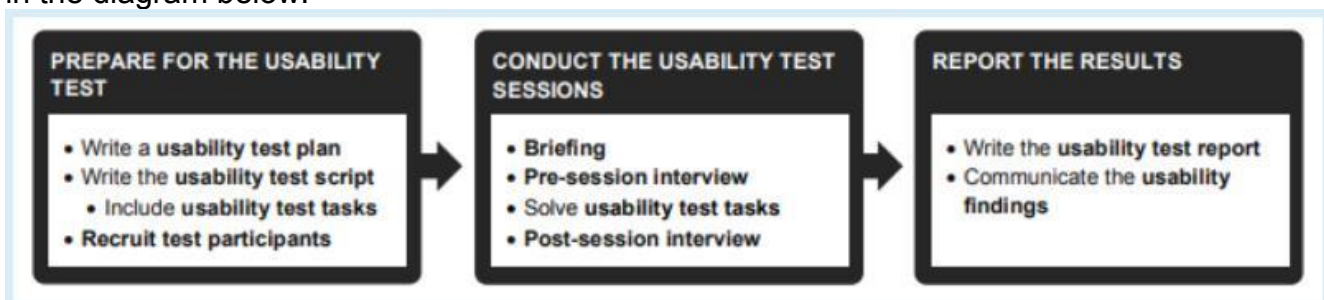 in the diagram below.
PREPARE FOR THE USABILITY
TEST
• Write a usability test plan
• Write the usability test script
• Include usability test tasks
• Recruit test participants
CONDUCT THE USABILITY TEST
SESSIONS
• Briefing
• Pre-session interview
• Solve usability test tasks
• Post-session interview
REPORT THE RESULTS
• Write the usability test report
• Communicate the usability
findings